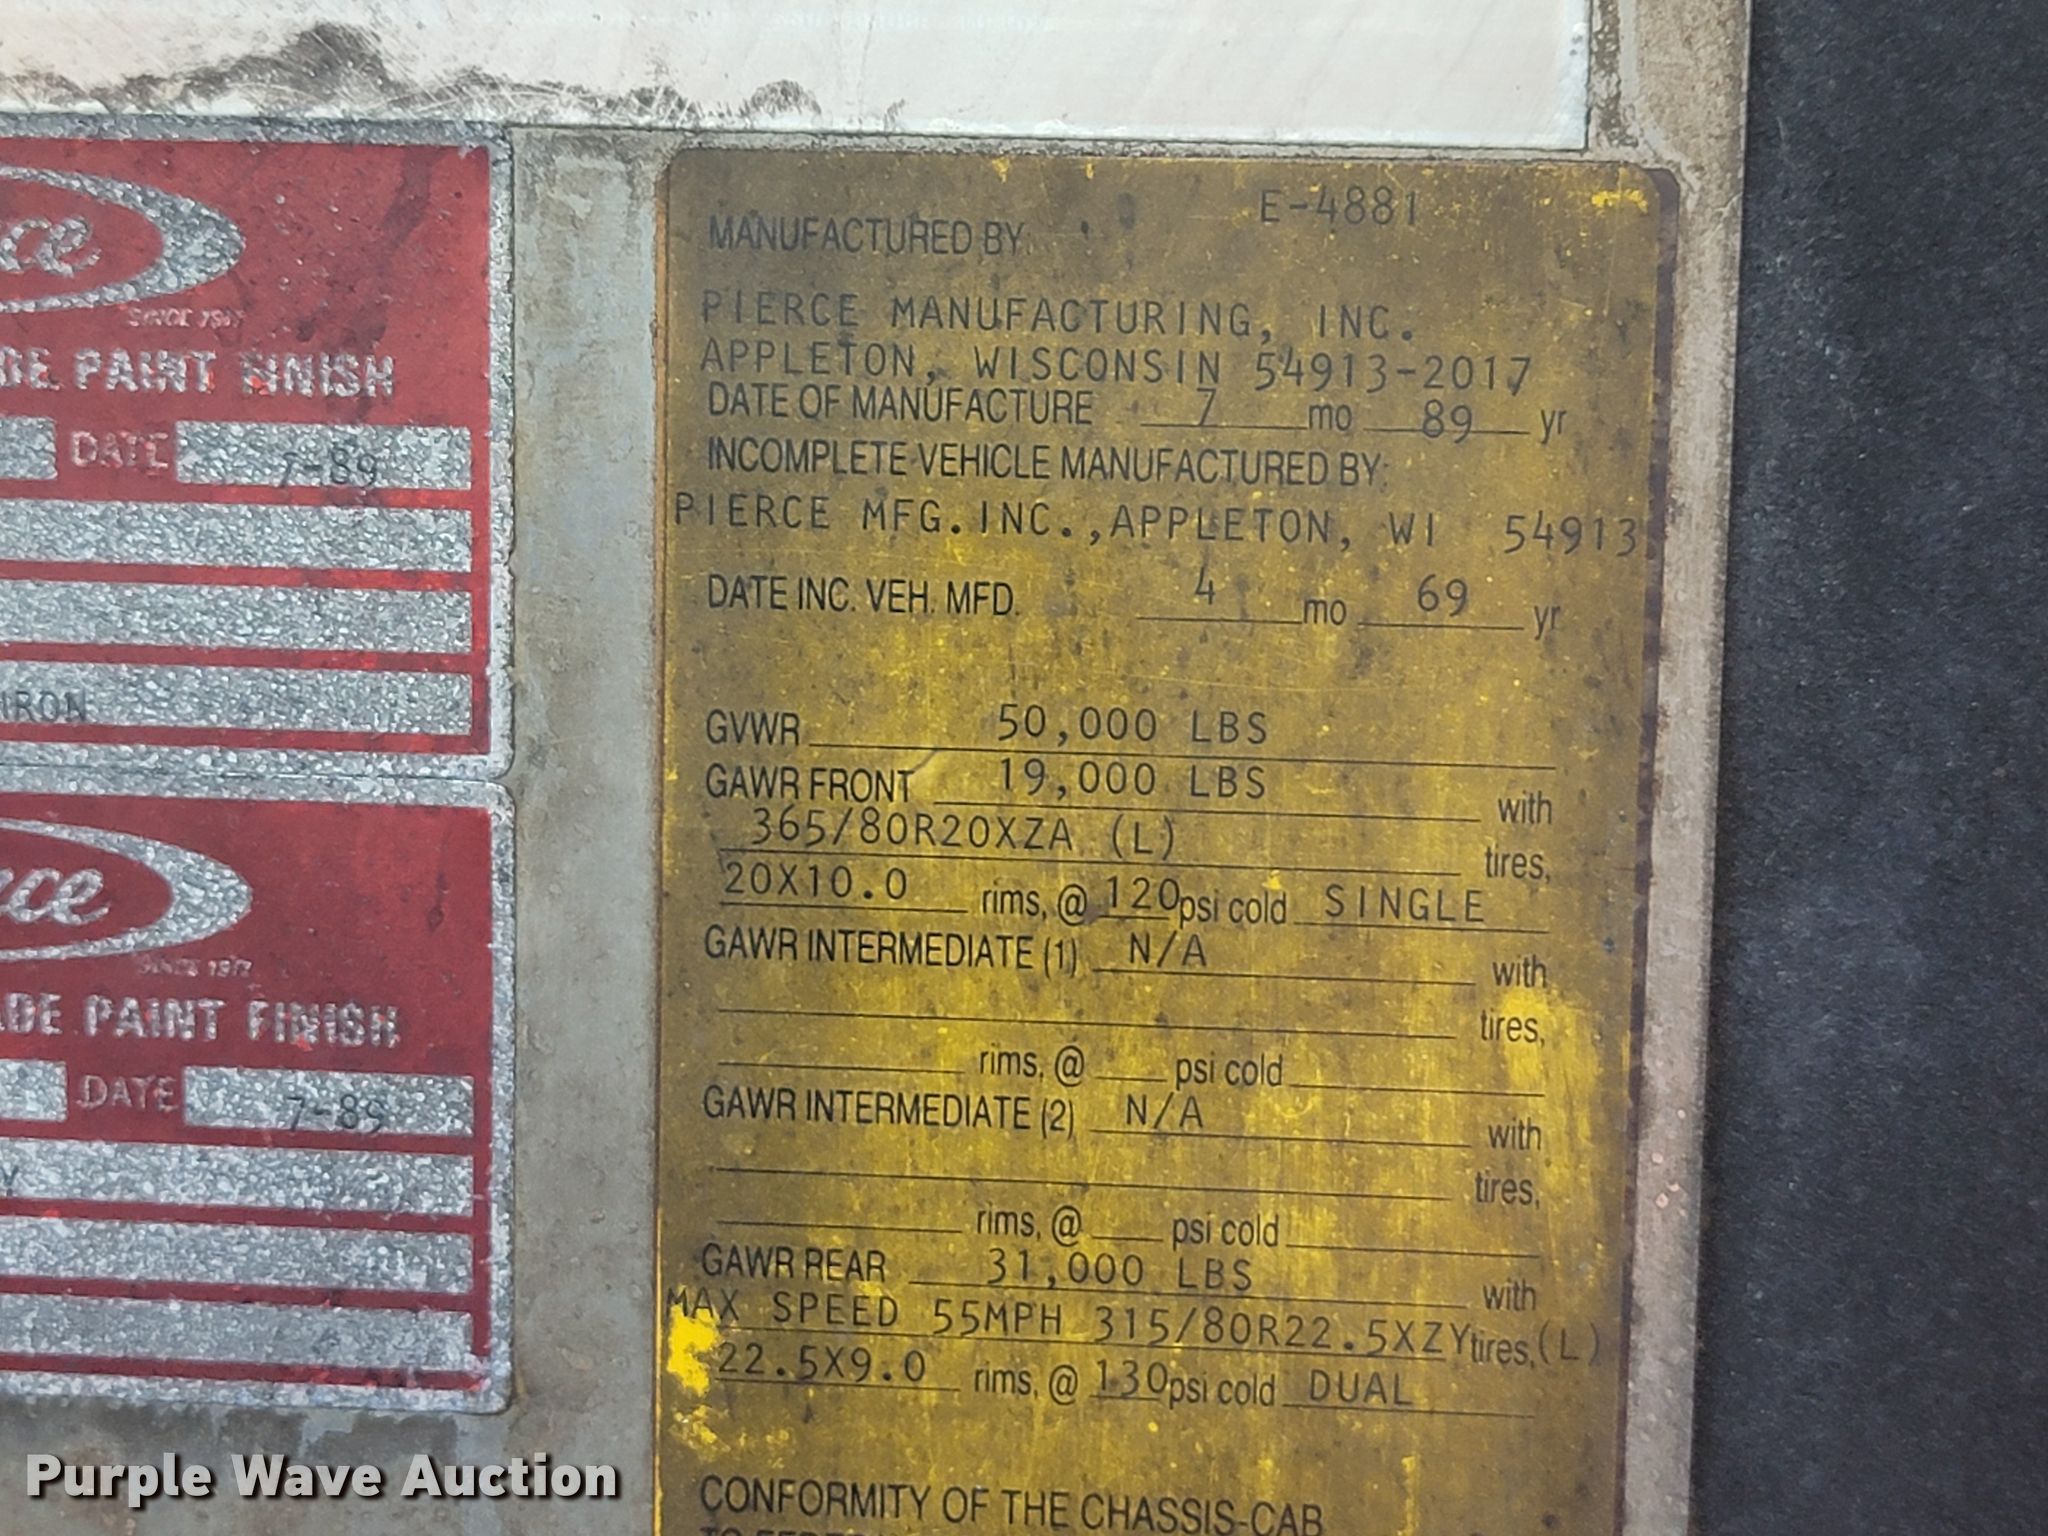 E-4881
MANUFACTURED BY:
PIERCE MANUFACTURING, INC.
APPLETON, WISCONSIN 54913-2017
DATE OF MANUFACTURE 7 mo 89 yr
INCOMPLETE VEHICLE MANUFACTURED BY:
PIERCE MFG.INC.,APPLETON, WI 54913
DATE INC. VEH. MFD. 4 mo 69 yr
GVWR 50,000 LBS
GAWR FRONT 19,000 LBS with
365/80R20XZA (L) tires,
20X10.0 rims, @ 120 psi cold SINGLE
GAWR INTERMEDIATE (1) N/A with
tires,
rims, @ psi cold
GAWR INTERMEDIATE (2) N/A with
tires,
rims, @ psi cold
GAWR REAR 31,000 LBS with
MAX SPEED 55MPH 315/80R22.5XZY tires, (L)
22.5X9.0 rims, @ 130 psi cold DUAL
CONFORMITY OF THE CHASSIS-CAB
SINCE
PAINT FINISH
DATE 7-89
IRON
SINCE
PAINT FINISH
DATE 7-89
Purple Wave Auction